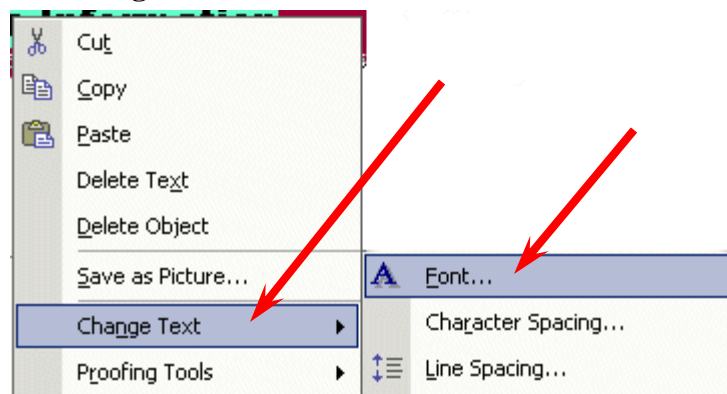 Cut
Copy
Paste
Delete Text
Delete Object
Save as Picture...
Change Text
Proofing Tools
Font...
Character Spacing...
Line Spacing...